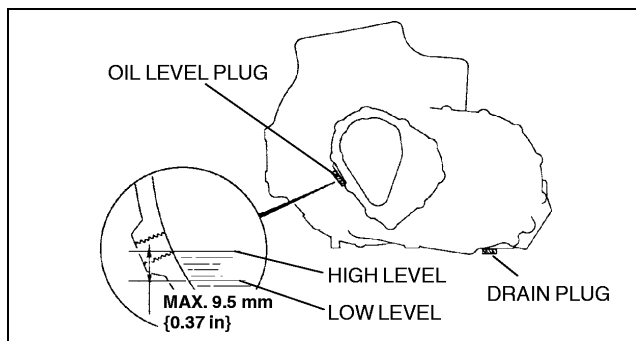 OIL LEVEL PLUG
HIGH LEVEL
DRAIN PLUG
LOW LEVEL
MAX. 9.5 mm
{0.37 in}